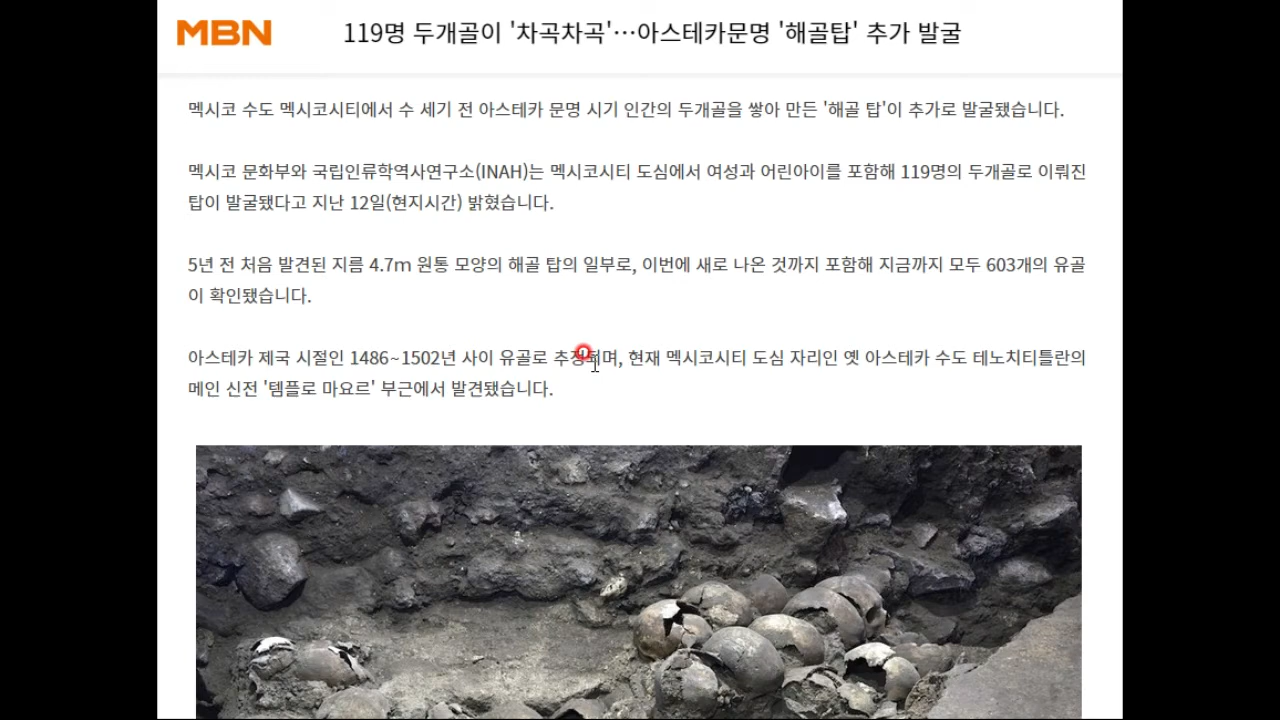 MBN
119명 두개골이 '차곡차곡'…아스테카문명 '해골탑' 추가 발굴
멕시코 수도 멕시코시티에서 수 세기 전 아스테카 문명 시기 인간의 두개골을 쌓아 만든 '해골 탑'이 추가로 발굴됐습니다.
멕시코 문화부와 국립인류학역사연구소(INAH)는 멕시코시티 도심에서 여성과 어린아이를 포함해 119명의 두개골로 이뤄진
탑이 발굴됐다고 지난 12일(현지시간) 밝혔습니다.
5년 전 처음 발견된 지름 4.7m 원통 모양의 해골 탑의 일부로, 이번에 새로 나온 것까지 포함해 지금까지 모두 603개의 유골
이 확인됐습니다.
아스테카 제국 시절인 1486~1502년 사이 유골로 추정되며, 현재 멕시코시티 도심 자리인 옛 아스테카 수도 테노치티틀란의
메인 신전 '템플로 마요르' 부근에서 발견됐습니다.